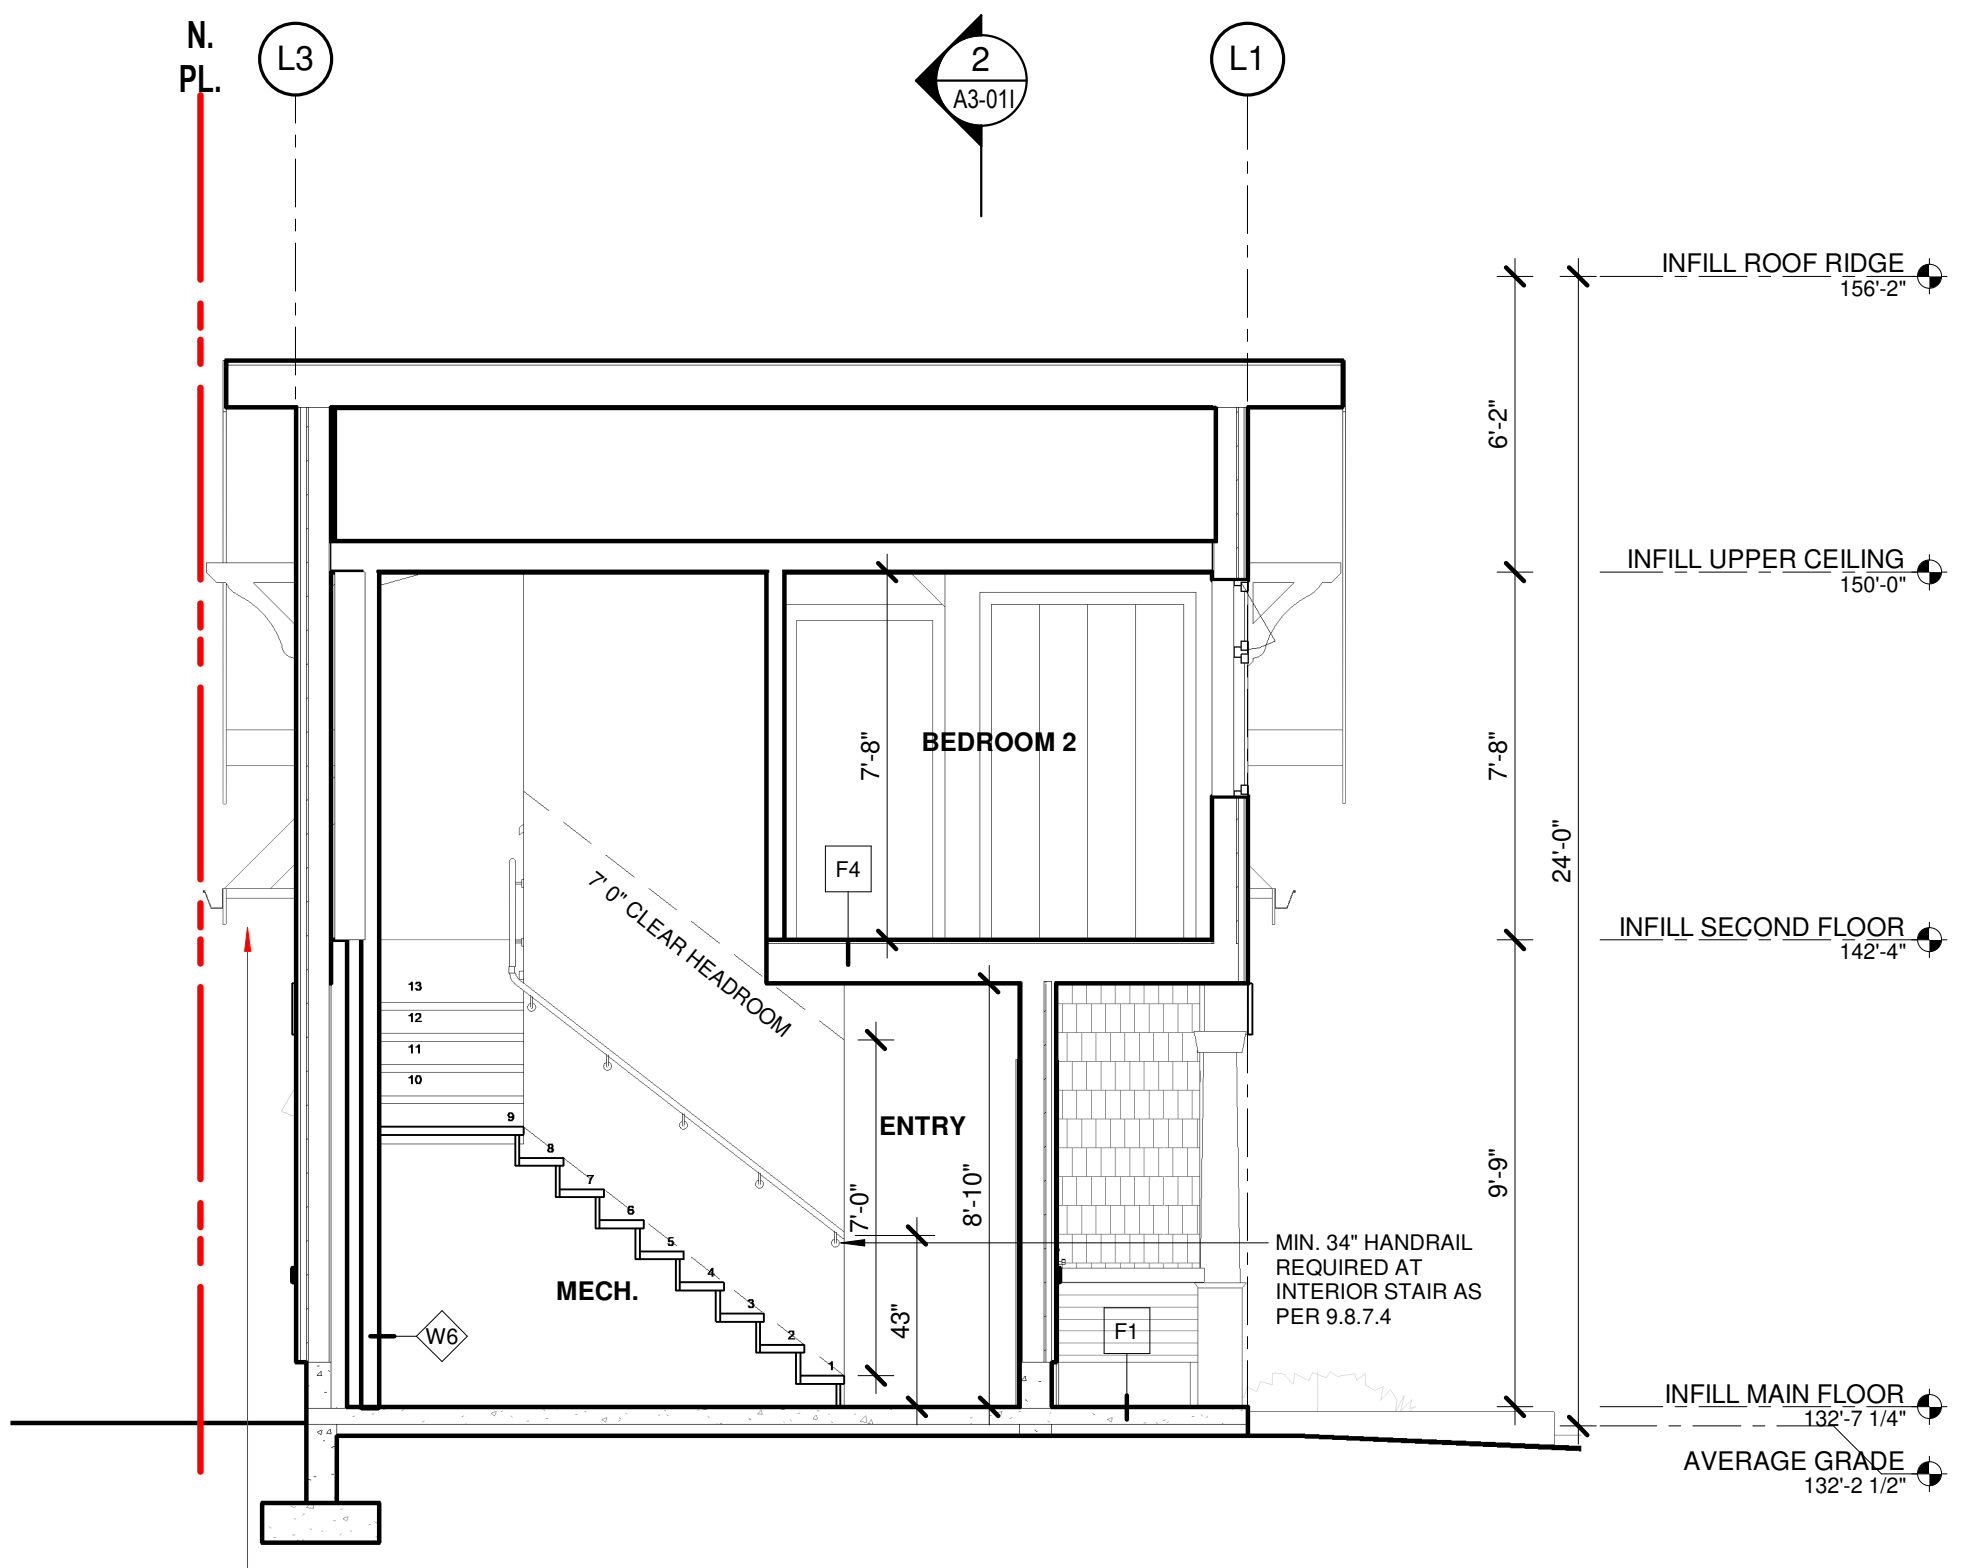 N.
PL.
L3
2
A3-01I
L1
INFILL ROOF RIDGE
156'-2"
6'-2"
INFILL UPPER CEILING
150'-0"
7'-8"
BEDROOM 2
7'-8"
24'-0"
F4
7' 0" CLEAR HEADROOM
INFILL SECOND FLOOR
142'-4"
13
12
11
10
9
8
7
6
5
4
3
2
1
ENTRY
7'-0"
8'-10"
9'-9"
MECH.
43"
MIN. 34" HANDRAIL
REQUIRED AT
INTERIOR STAIR AS
PER 9.8.7.4
W6
F1
INFILL MAIN FLOOR
132'-7 1/4"
AVERAGE GRADE
132'-2 1/2"